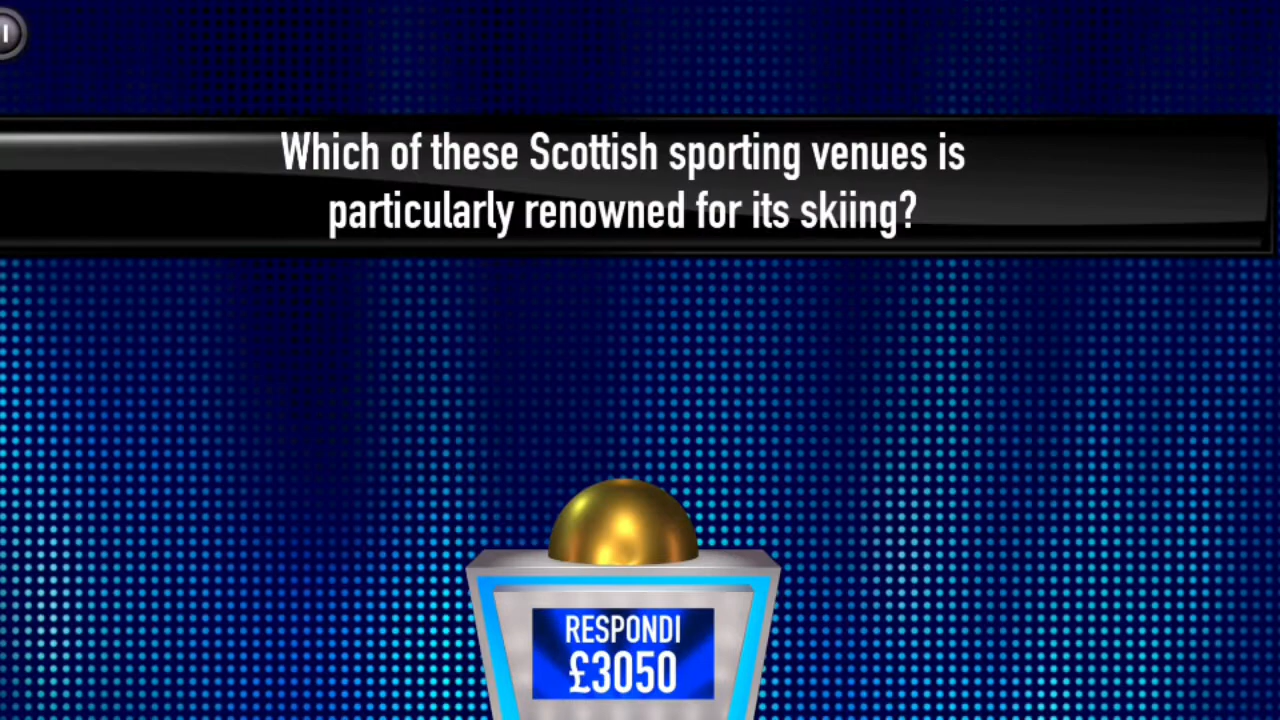 Which of these Scottish sporting venues is
particularly renowned for its skiing?
RESPONDI
£3050